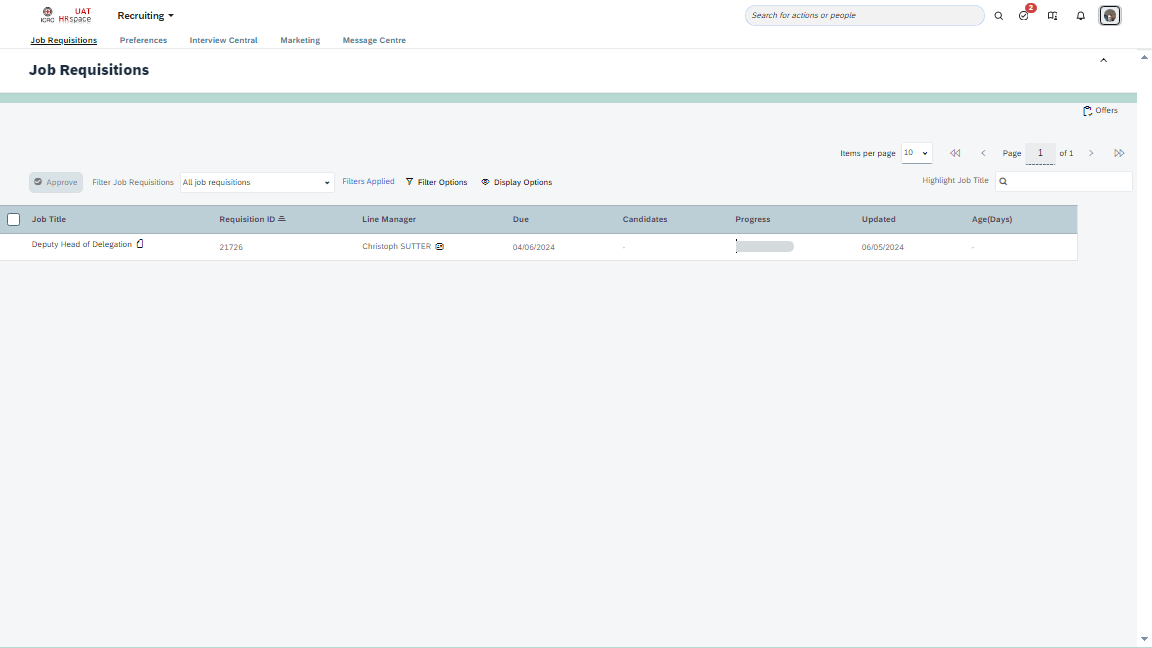 ICRC
UAT
HRspace
Recruiting
Search for actions or people
2
Job Requisitions
Preferences
Interview Central
Marketing
Message Centre
Job Requisitions
Offers
Items per page
10
Page
1
of 1
Approve
Filter Job Requisitions
All job requisitions
Filters Applied
Filter Options
Display Options
Highlight Job Title
Job Title
Requisition ID
Line Manager
Due
Candidates
Progress
Updated
Age(Days)
Deputy Head of Delegation
21726
Christoph SUTTER
04/06/2024
-
06/05/2024
-